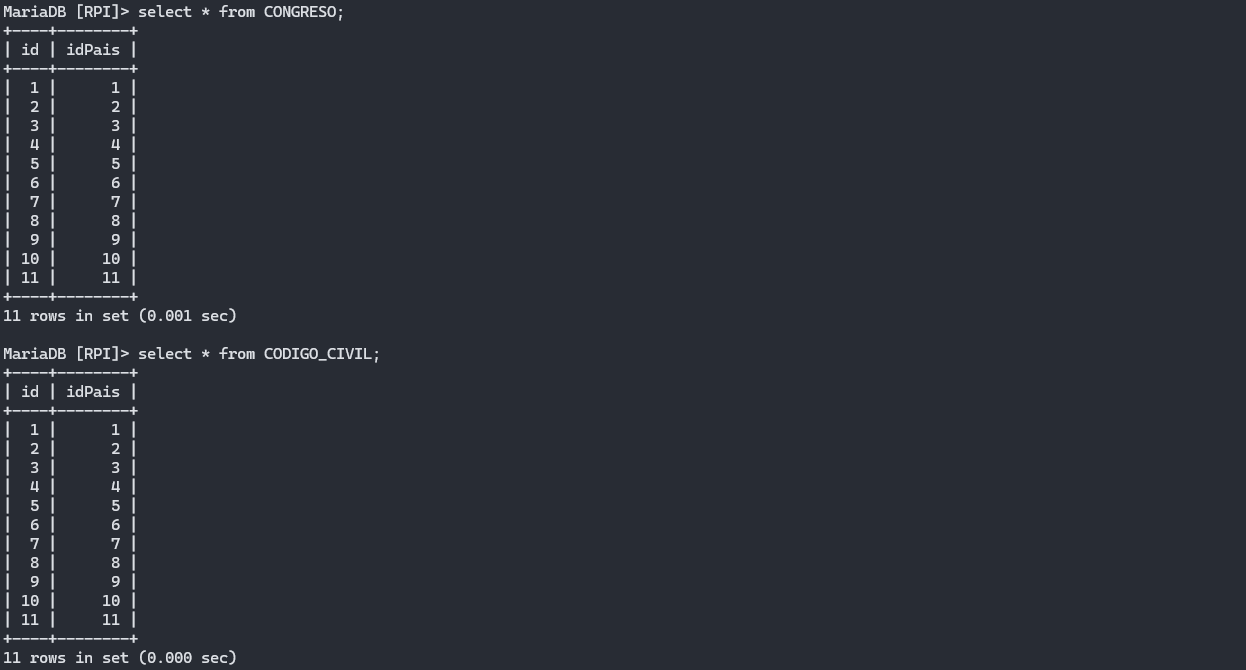 MariaDB [RPI]> select * from CONGRESO;
+----+--------+
| id | idPais |
+----+--------+
|  1 |      1 |
|  2 |      2 |
|  3 |      3 |
|  4 |      4 |
|  5 |      5 |
|  6 |      6 |
|  7 |      7 |
|  8 |      8 |
|  9 |      9 |
| 10 |     10 |
| 11 |     11 |
+----+--------+
11 rows in set (0.001 sec)

MariaDB [RPI]> select * from CODIGO_CIVIL;
+----+--------+
| id | idPais |
+----+--------+
|  1 |      1 |
|  2 |      2 |
|  3 |      3 |
|  4 |      4 |
|  5 |      5 |
|  6 |      6 |
|  7 |      7 |
|  8 |      8 |
|  9 |      9 |
| 10 |     10 |
| 11 |     11 |
+----+--------+
11 rows in set (0.000 sec)